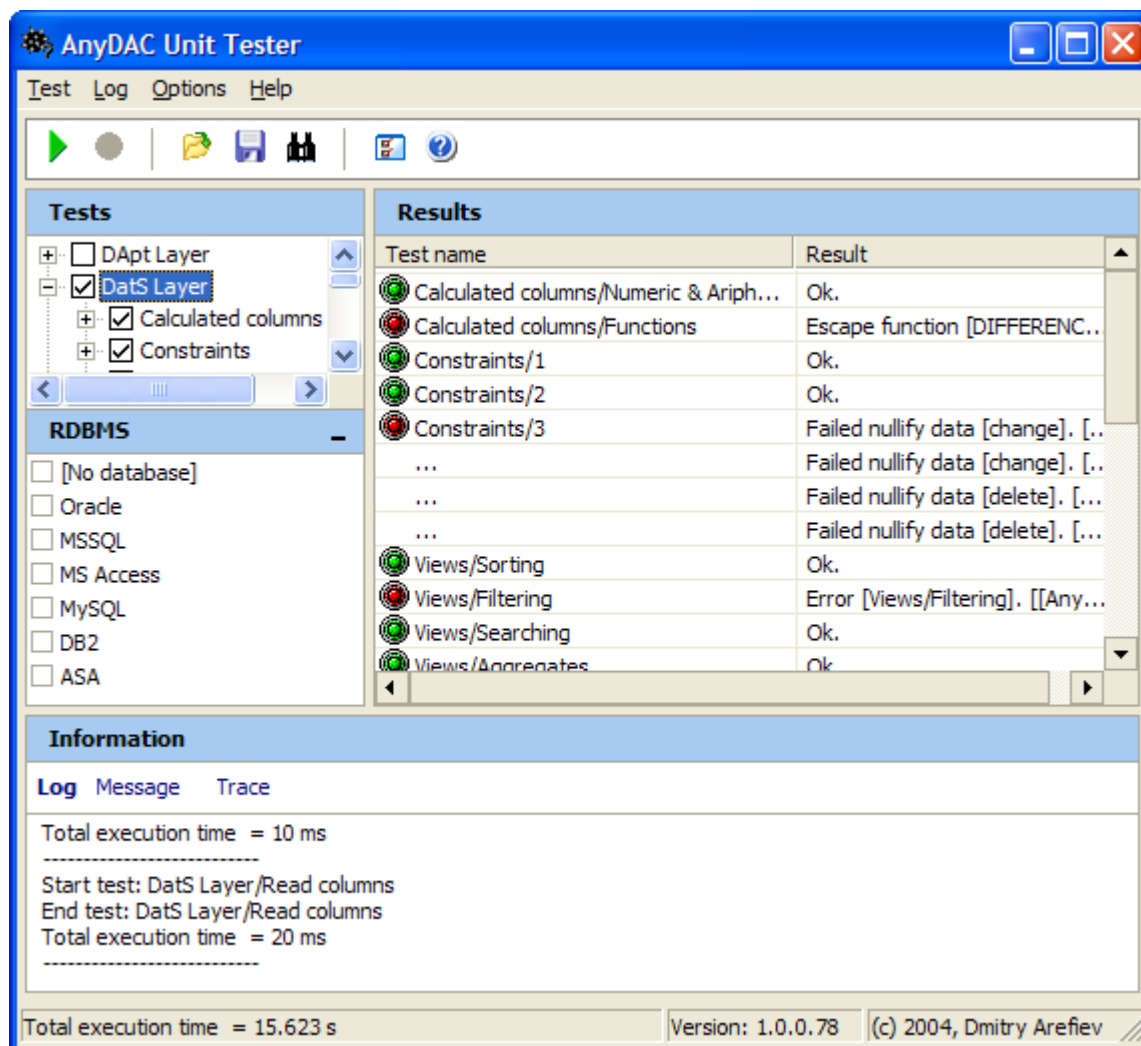 AnyDAC Unit Tester
Test Log Options Help
Tests
DApt Layer
DatS Layer
Calculated columns
Constraints
RDBMS
[No database]
Oracle
MSSQL
MS Access
MySQL
DB2
ASA
Results
Test name Result
Calculated columns/Numeric & Ariph... Ok.
Calculated columns/Functions Escape function [DIFFERENC...
Constraints/1 Ok.
Constraints/2 Ok.
Constraints/3 Failed nullify data [change]. [...
... Failed nullify data [change]. [...
... Failed nullify data [delete]. [...
... Failed nullify data [delete]. [...
Views/Sorting Ok.
Views/Filtering Error [Views/Filtering]. [[Any...
Views/Searching Ok.
Views/Aggregates Ok
Information
Log Message Trace
Total execution time = 10 ms
---------------------------
Start test: DatS Layer/Read columns
End test: DatS Layer/Read columns
Total execution time = 20 ms
---------------------------
Total execution time = 15.623 s Version: 1.0.0.78 (c) 2004, Dmitry Arefiev